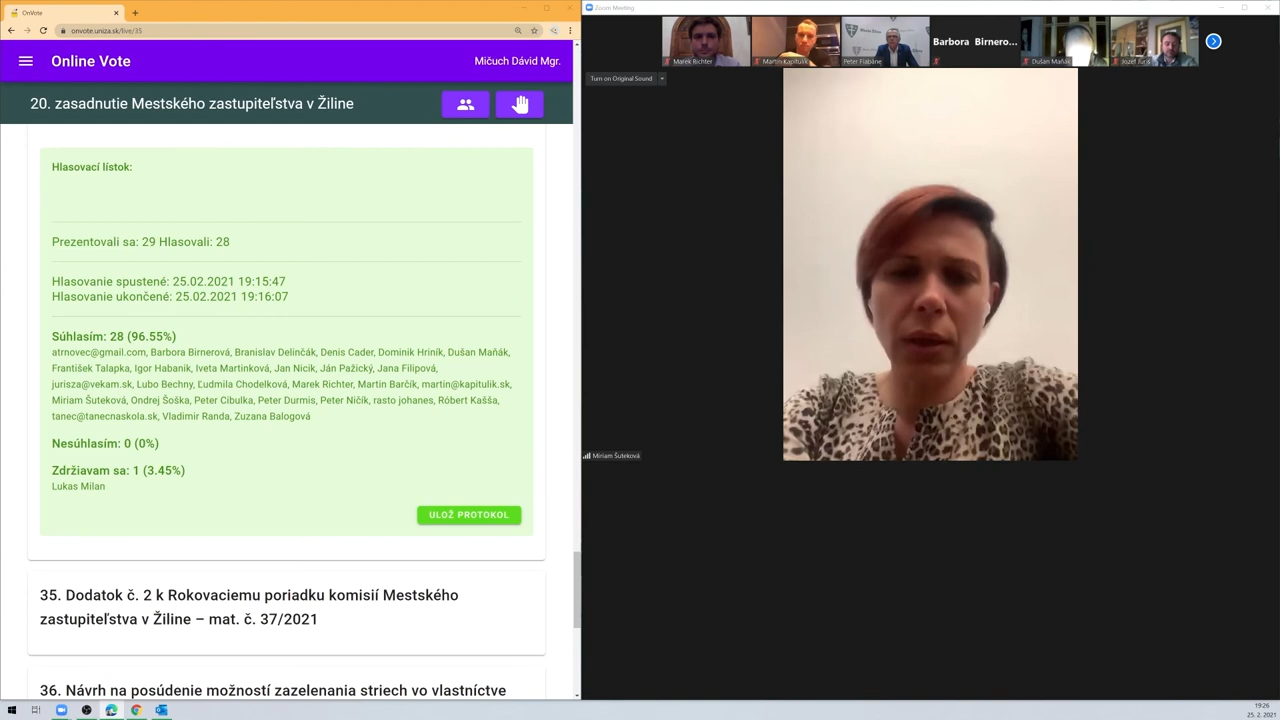 OnVote
onvote.uniza.sk/live/35
Online Vote
Mičuch Dávid Mgr.
20. zasadnutie Mestského zastupiteľstva v Žiline
Hlasovací lístok:
Prezentovali sa: 29 Hlasovali: 28
Hlasovanie spustené: 25.02.2021 19:15:47
Hlasovanie ukončené: 25.02.2021 19:16:07
Súhlasím: 28 (96.55%)
atrnovec@gmail.com, Barbora Birnerová, Branislav Delinčák, Denis Cader, Dominik Hriník, Dušan Maňák,
František Talapka, Igor Habanik, Iveta Martinková, Jan Nicik, Ján Pažický, Jana Filipová,
jurisza@vekam.sk, Lubo Bechny, Ľudmila Chodelková, Marek Richter, Martin Barčík, martin@kapitulik.sk,
Miriam Šuteková, Ondrej Šoška, Peter Cibulka, Peter Durmis, Peter Ničík, rasto johanes, Róbert Kašša,
tanec@tanecnaskola.sk, Vladimir Randa, Zuzana Balogová
Nesúhlasím: 0 (0%)
Zdržiavam sa: 1 (3.45%)
Lukas Milan
ULOŽ PROTOKOL
35. Dodatok č. 2 k Rokovaciemu poriadku komisií Mestského
zastupiteľstva v Žiline – mat. č. 37/2021
36. Návrh na posúdenie možností zazelenania striech vo vlastníctve
Zoom Meeting
Marek Richter
Martin Kapitulik
Peter Fiabáne
Barbora Birnero...
Dušan Maňák
Jozef Juriš
Turn on Original Sound
Miriam Šuteková
19:26
25. 2. 2021